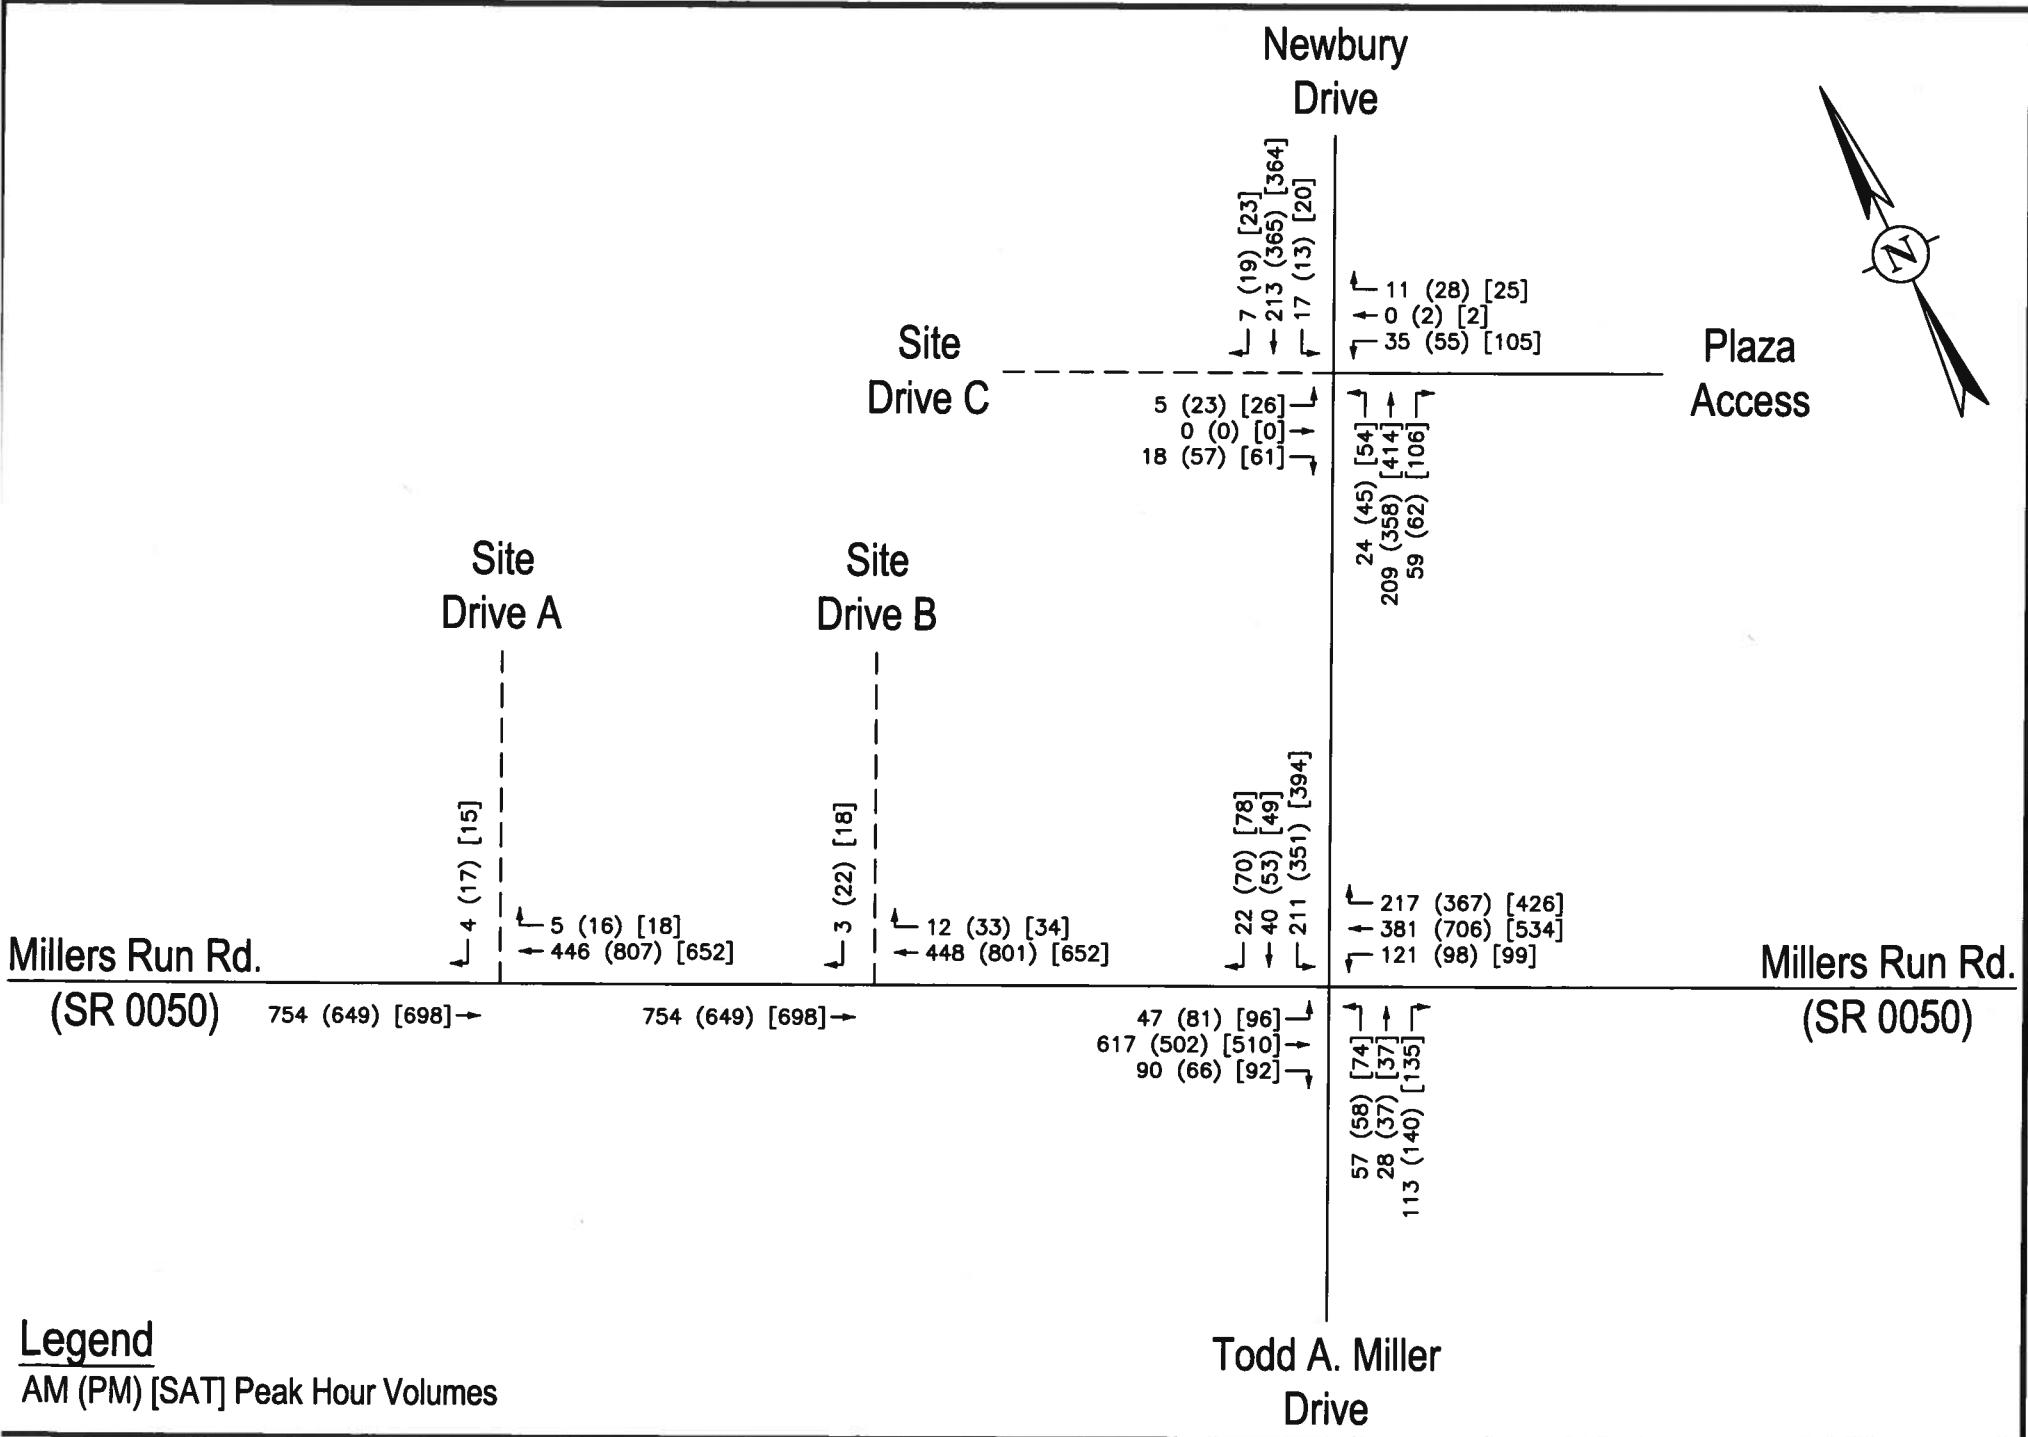 Newbury
Drive
N
7 (19) [23]
213 (365) [364]
17 (13) [20]
11 (28) [25]
0 (2) [2]
35 (55) [105]
Site
Drive C
Plaza
Access
5 (23) [26]
0 (0) [0]
18 (57) [61]
24 (45) [54]
209 (358) [414]
59 (62) [106]
Site
Drive A
Site
Drive B
4 (17) [15]
5 (16) [18]
446 (807) [652]
3 (22) [18]
12 (33) [34]
448 (801) [652]
22 (70) [78]
40 (53) [49]
211 (351) [394]
217 (367) [426]
381 (706) [534]
121 (98) [99]
Millers Run Rd.
(SR 0050)
754 (649) [698]
754 (649) [698]
47 (81) [96]
617 (502) [510]
90 (66) [92]
57 (58) [74]
28 (37) [37]
113 (140) [135]
Millers Run Rd.
(SR 0050)
Todd A. Miller
Drive
Legend
AM (PM) [SAT] Peak Hour Volumes